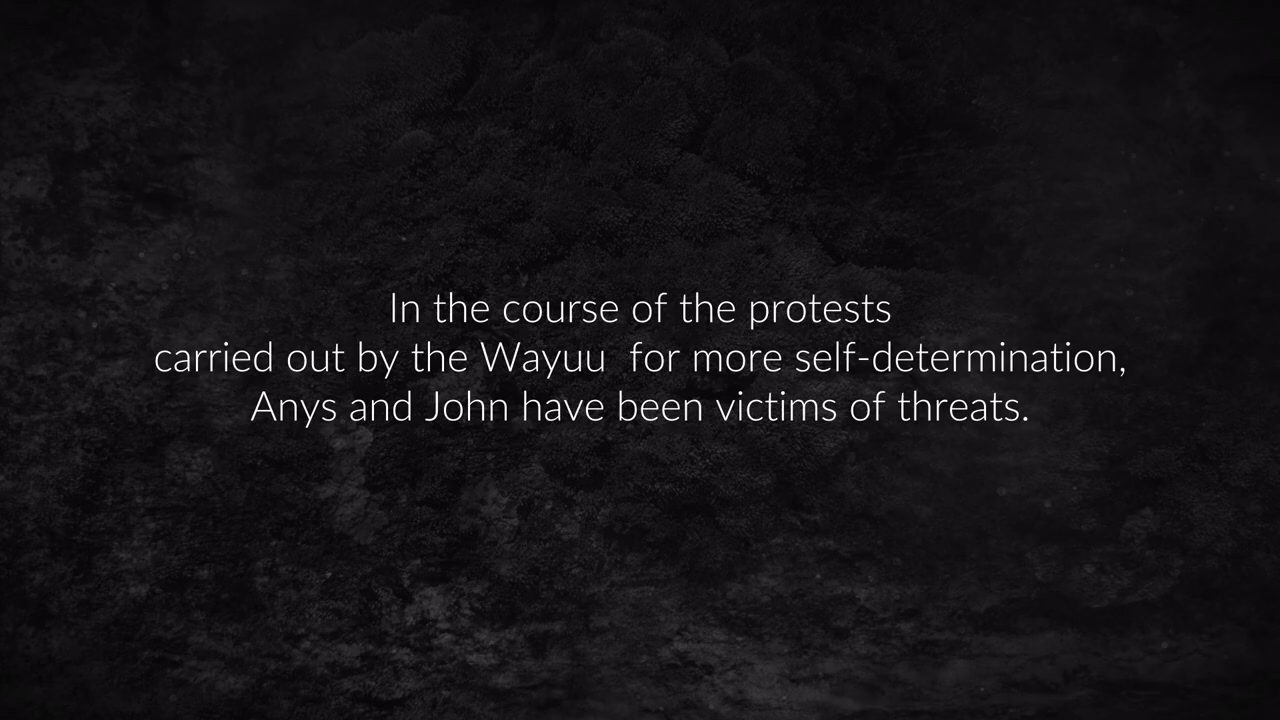 In the course of the protests
carried out by the Wayuu  for more self-determination,
Anys and John have been victims of threats.